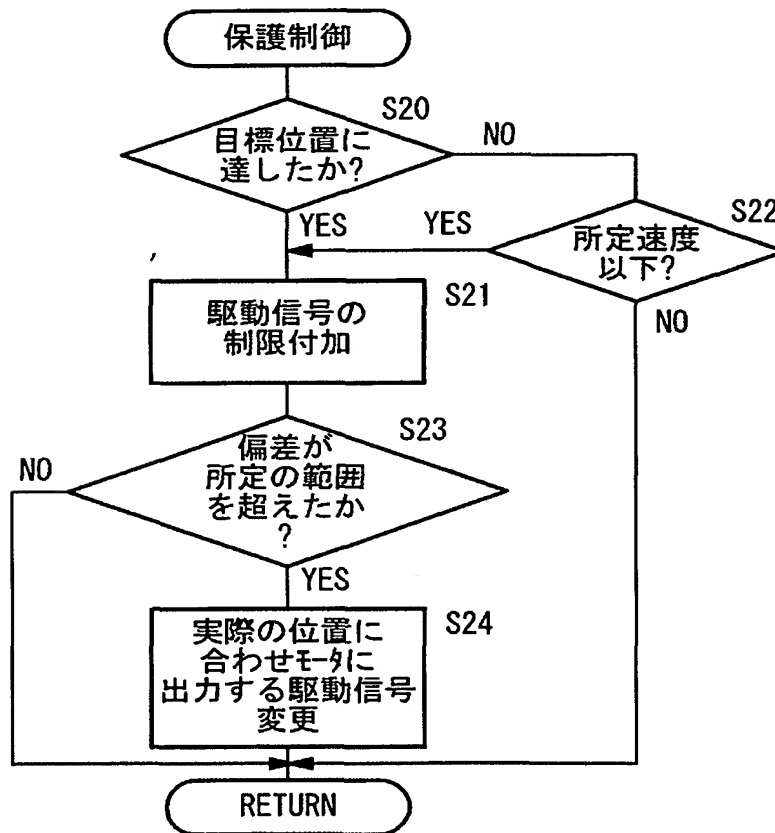 保護制御
S20
目標位置に
達したか?
NO
YES
YES
S22
所定速度
以下?
NO
S21
駆動信号の
制限付加
S23
偏差が
所定の範囲
を超えたか
?
NO
YES
S24
実際の位置に
合わせモータに
出力する駆動信号
変更
RETURN